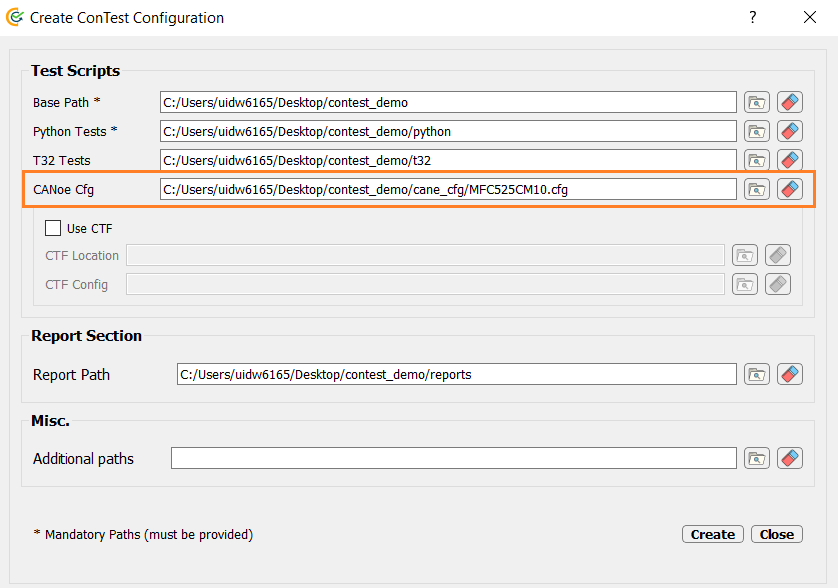 Create ConTest Configuration
?
Test Scripts
Base Path * C:/Users/uidw6165/Desktop/contest_demo
Python Tests * C:/Users/uidw6165/Desktop/contest_demo/python
T32 Tests C:/Users/uidw6165/Desktop/contest_demo/t32
CANoe Cfg C:/Users/uidw6165/Desktop/contest_demo/cane_cfg/MFC525CM10.cfg
Use CTF
CTF Location
CTF Config
Report Section
Report Path C:/Users/uidw6165/Desktop/contest_demo/reports
Misc.
Additional paths
* Mandatory Paths (must be provided) Create Close